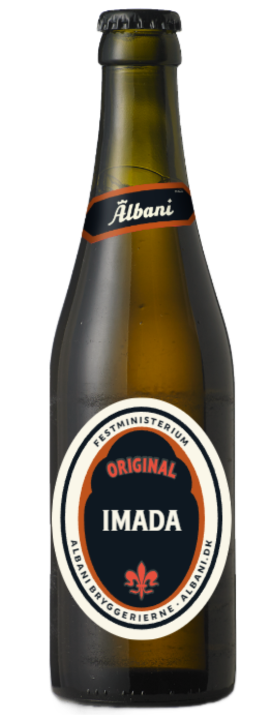 Albani
FESTMINISTERIUM
ORIGINAL
IMADA
ALBANI BRYGGERIERNE · ALBANI.DK